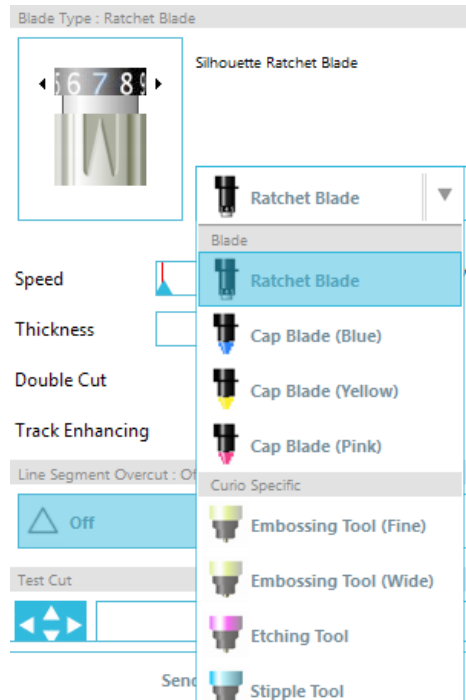 Blade Type : Ratchet Blade
6 7 8
Silhouette Ratchet Blade
Ratchet Blade
Blade
Speed
Ratchet Blade
Thickness
Cap Blade (Blue)
Double Cut
Cap Blade (Yellow)
Track Enhancing
Cap Blade (Pink)
Line Segment Overcut :
Curio Specific
Off
Embossing Tool (Fine)
Test Cut
Embossing Tool (Wide)
Etching Tool
Stipple Tool